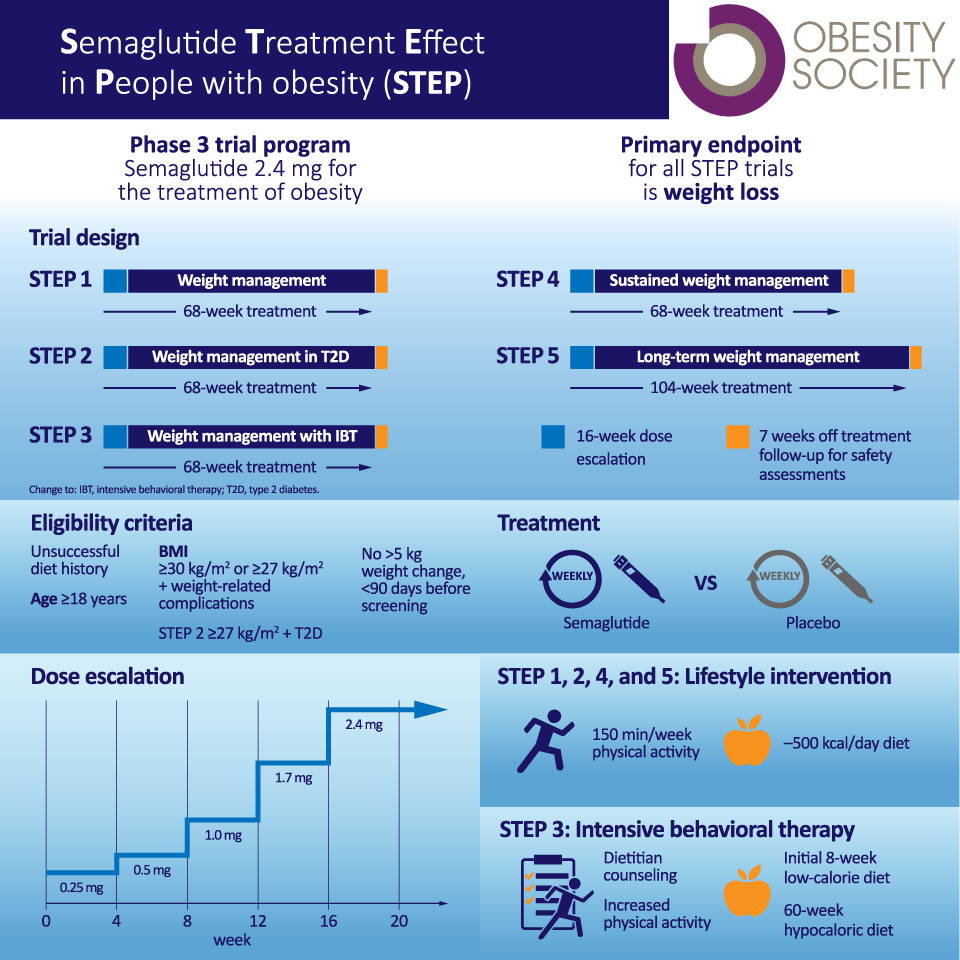 Semaglutide Treatment Effect
in People with obesity (STEP)
OBESITY
SOCIETY
Phase 3 trial program
Semaglutide 2.4 mg for
the treatment of obesity
Primary endpoint
for all STEP trials
is weight loss
Trial design
STEP 1
Weight management
68-week treatment
STEP 2
Weight management in T2D
68-week treatment
STEP 3
Weight management with IBT
68-week treatment
Change to: IBT, intensive behavioral therapy; T2D, type 2 diabetes.
STEP 4
Sustained weight management
68-week treatment
STEP 5
Long-term weight management
104-week treatment
16-week dose
escalation
7 weeks off treatment
follow-up for safety
assessments
Eligibility criteria
Unsuccessful
diet history
Age ≥18 years
BMI
≥30 kg/m² or ≥27 kg/m²
+ weight-related
complications
STEP 2 ≥27 kg/m² + T2D
No >5 kg
weight change,
<90 days before
screening
Treatment
WEEKLY
Semaglutide
VS
WEEKLY
Placebo
Dose escalation
0.25 mg
0.5 mg
1.0 mg
1.7 mg
2.4 mg
0 4 8 12 16 20
week
STEP 1, 2, 4, and 5: Lifestyle intervention
150 min/week
physical activity
–500 kcal/day diet
STEP 3: Intensive behavioral therapy
Dietitian
counseling
Increased
physical activity
Initial 8-week
low-calorie diet
60-week
hypocaloric diet